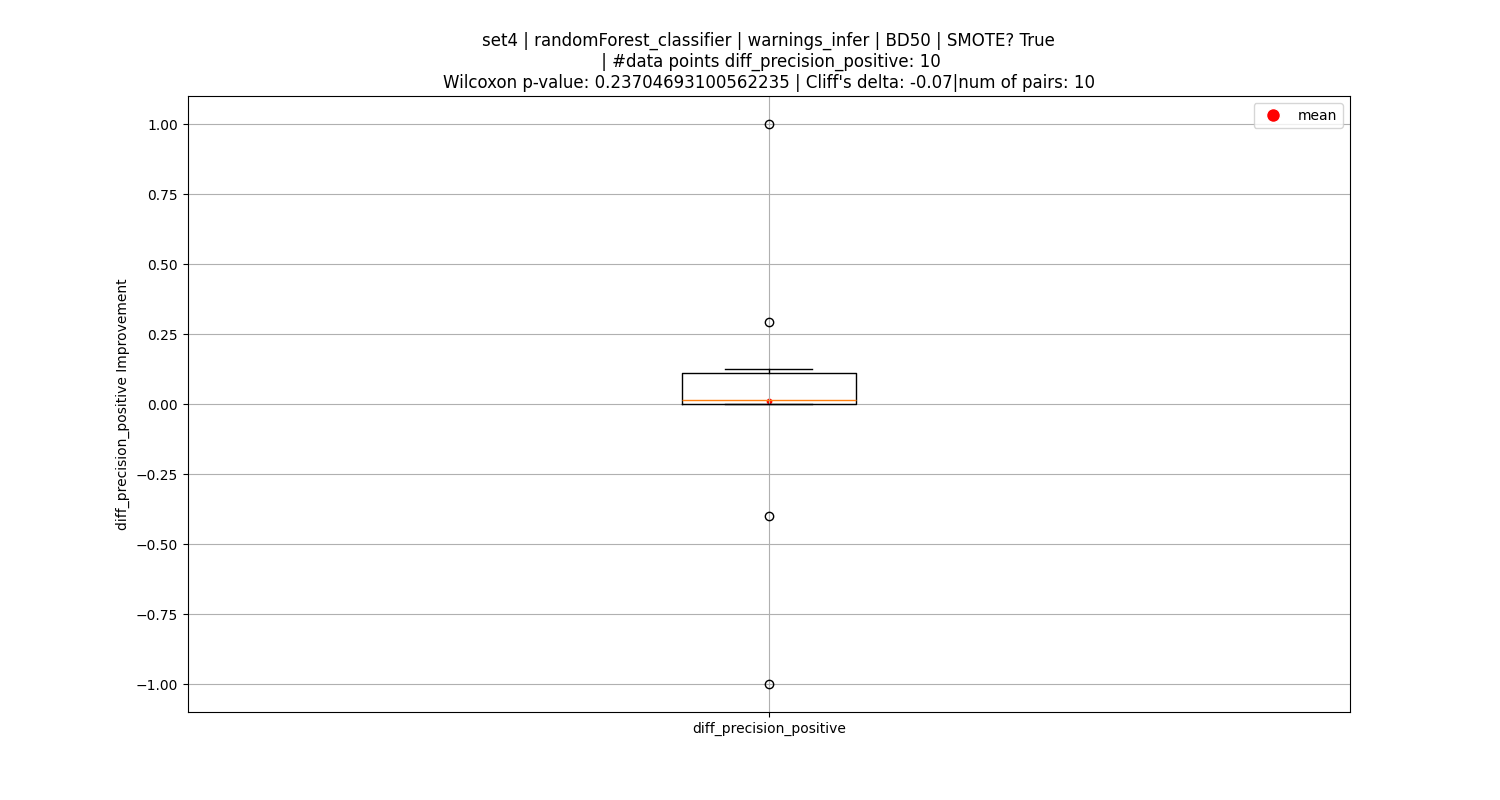 set4 | randomForest_classifier | warnings_infer | BD50 | SMOTE? True
| #data points diff_precision_positive: 10
Wilcoxon p-value: 0.23704693100562235 | Cliff's delta: -0.07|num of pairs: 10
mean
1.00
0.75
0.50
0.25
0.00
−0.25
−0.50
−0.75
−1.00
diff_precision_positive Improvement
diff_precision_positive